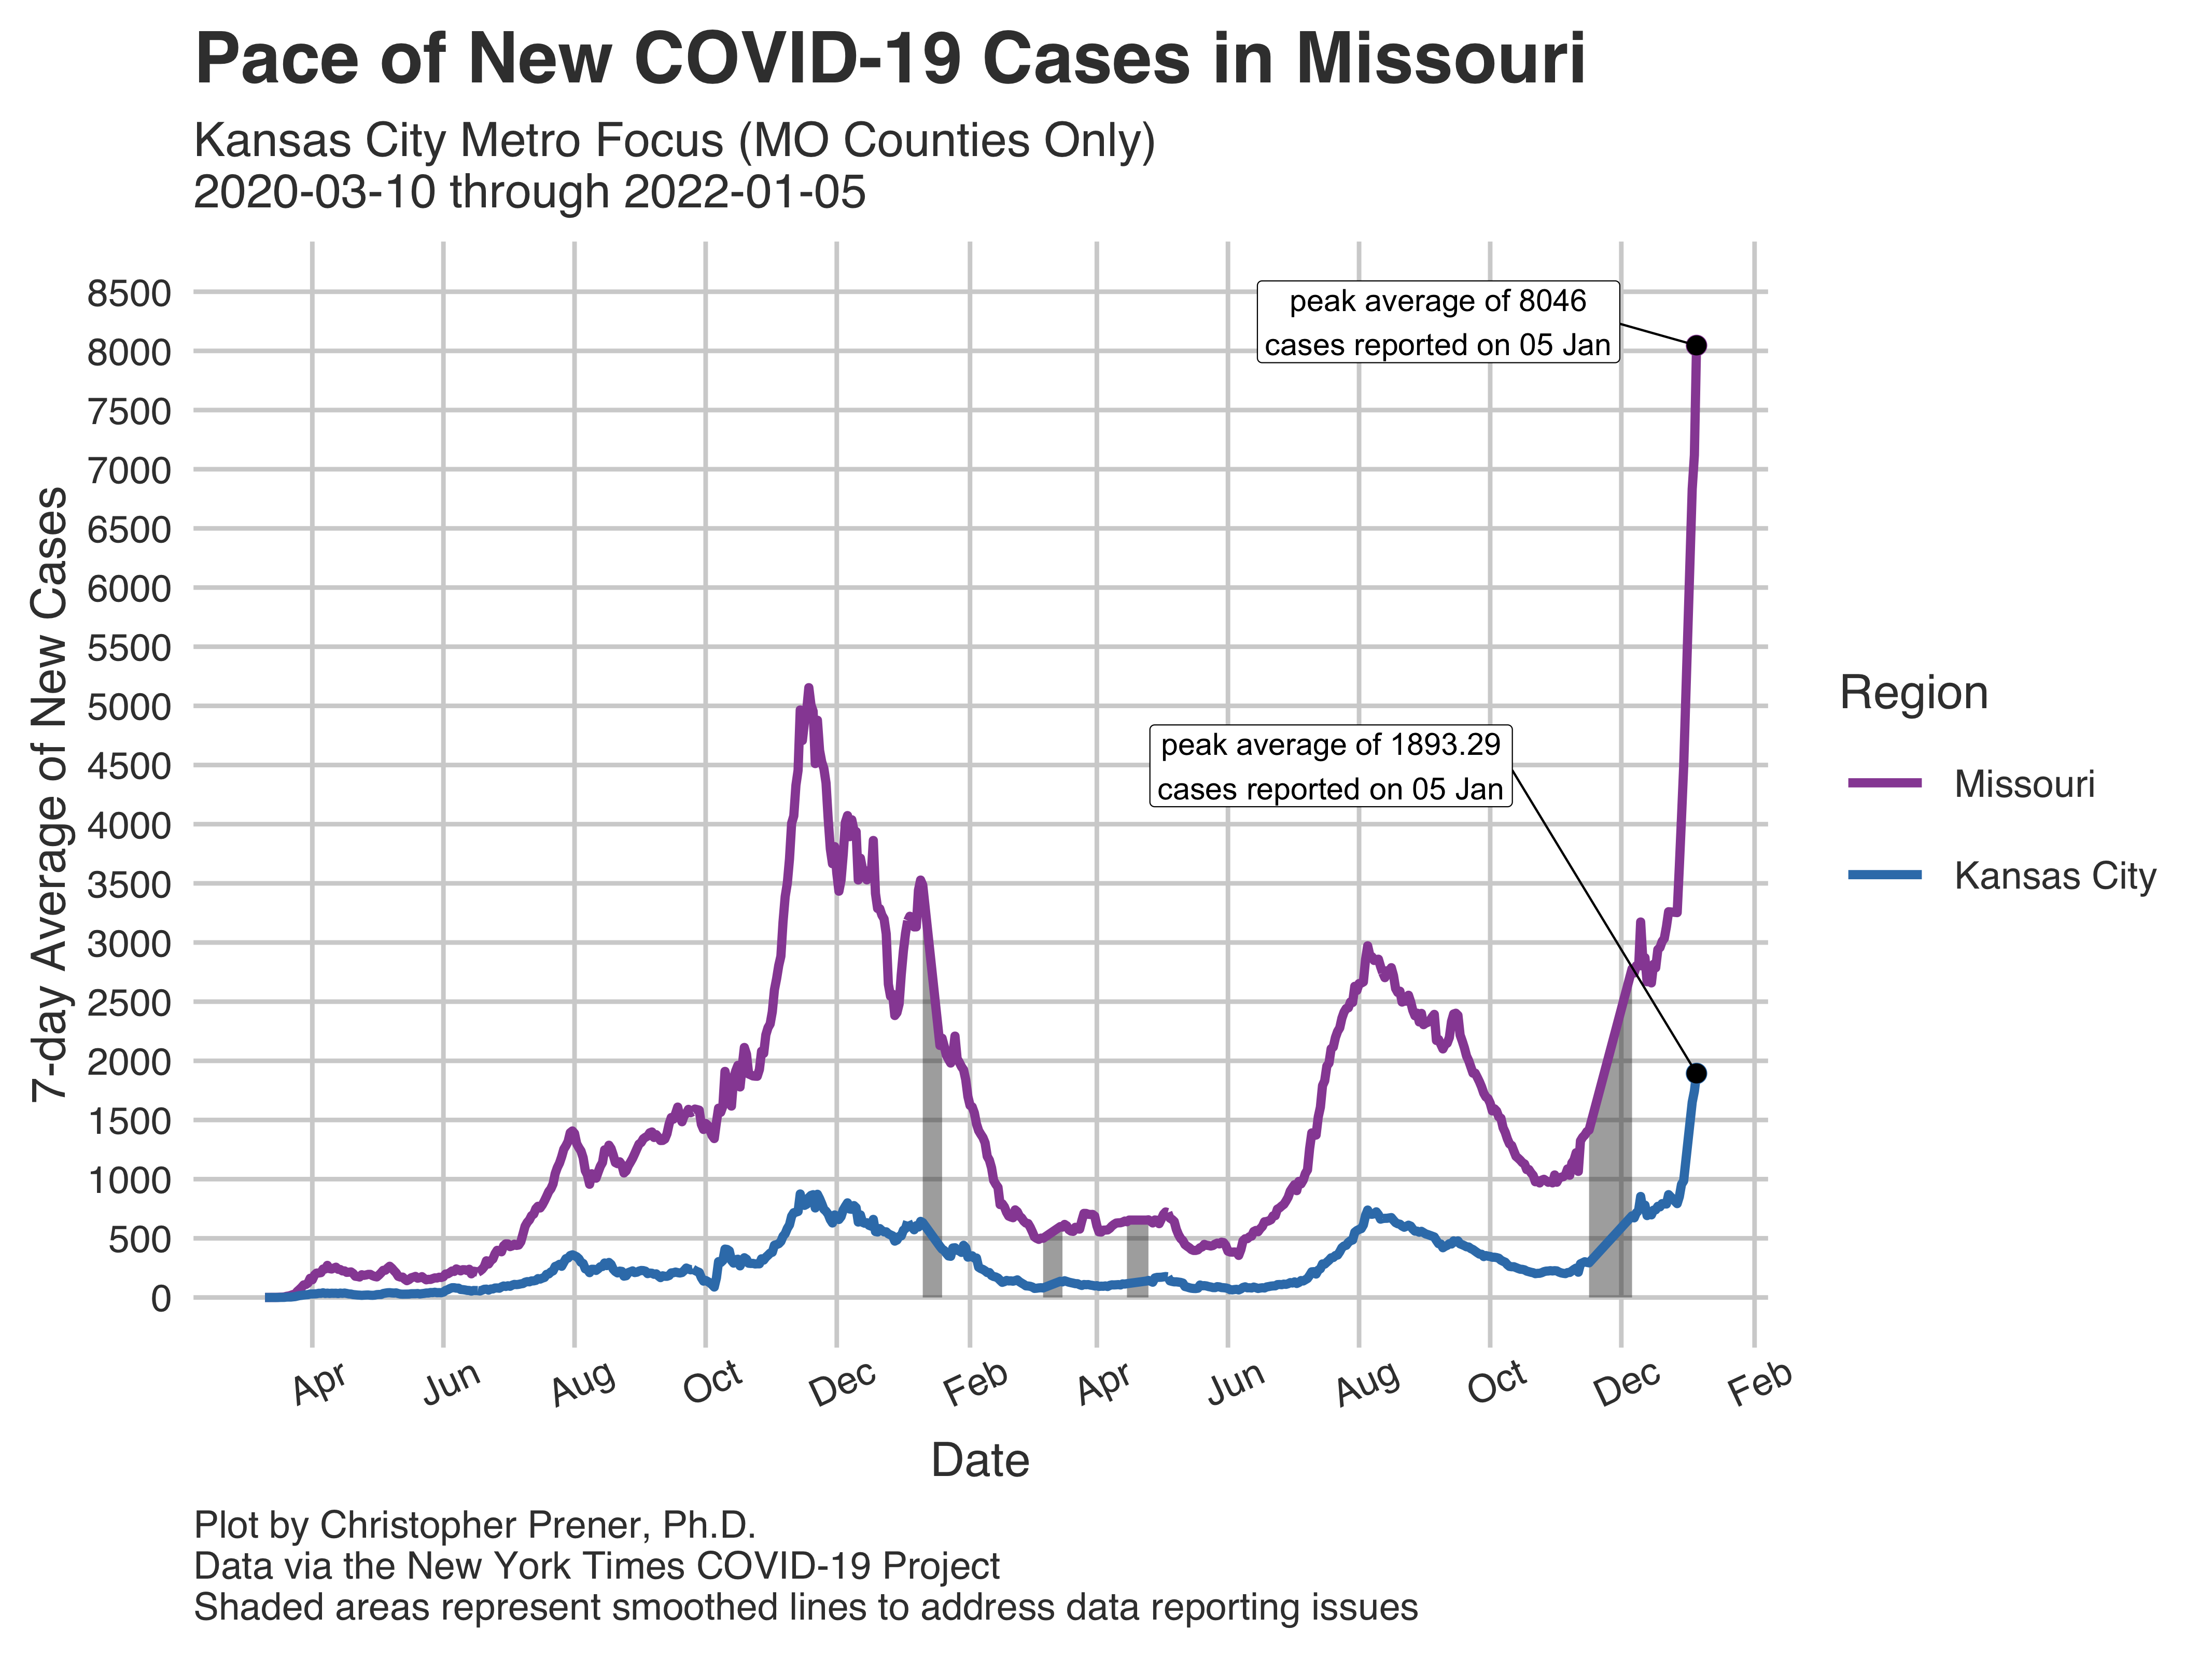 Pace of New COVID-19 Cases in Missouri
Kansas City Metro Focus (MO Counties Only)
2020-03-10 through 2022-01-05
7-day Average of New Cases
8500
8000
7500
7000
6500
6000
5500
5000
4500
4000
3500
3000
2500
2000
1500
1000
500
0
peak average of 8046
cases reported on 05 Jan
peak average of 1893.29
cases reported on 05 Jan
Region
Missouri
Kansas City
Apr
Jun
Aug
Oct
Dec
Feb
Apr
Jun
Aug
Oct
Dec
Feb
Date
Plot by Christopher Prener, Ph.D.
Data via the New York Times COVID-19 Project
Shaded areas represent smoothed lines to address data reporting issues